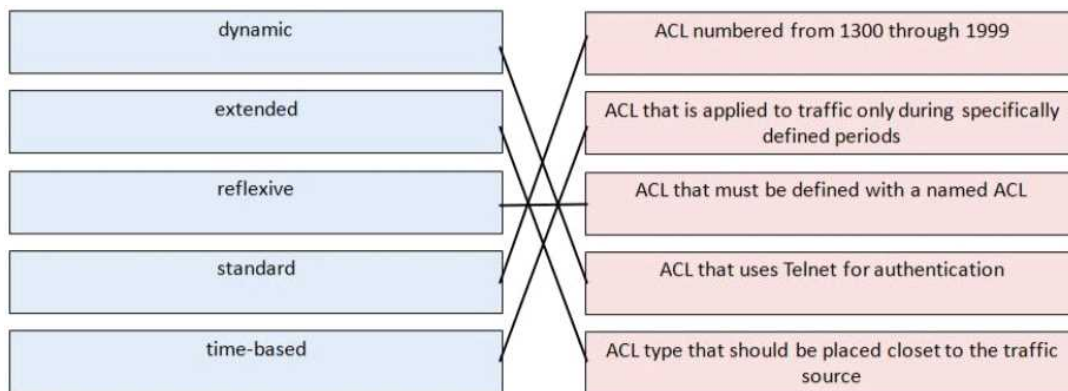 dynamic
ACL numbered from 1300 through 1999
extended
ACL that is applied to traffic only during specifically
defined periods
reflexive
ACL that must be defined with a named ACL
standard
ACL that uses Telnet for authentication
time-based
ACL type that should be placed closet to the traffic
source